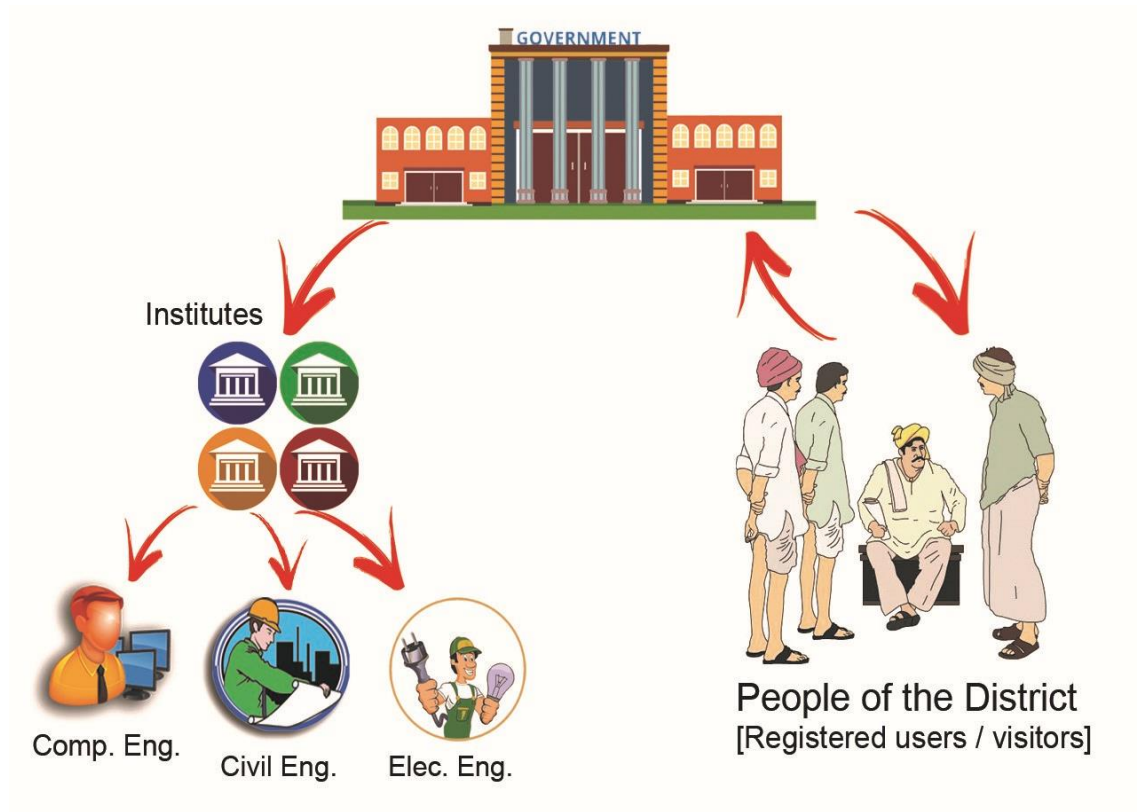 GOVERNMENT
Institutes
Comp. Eng.
Civil Eng.
Elec. Eng.
People of the District
[Registered users / visitors]